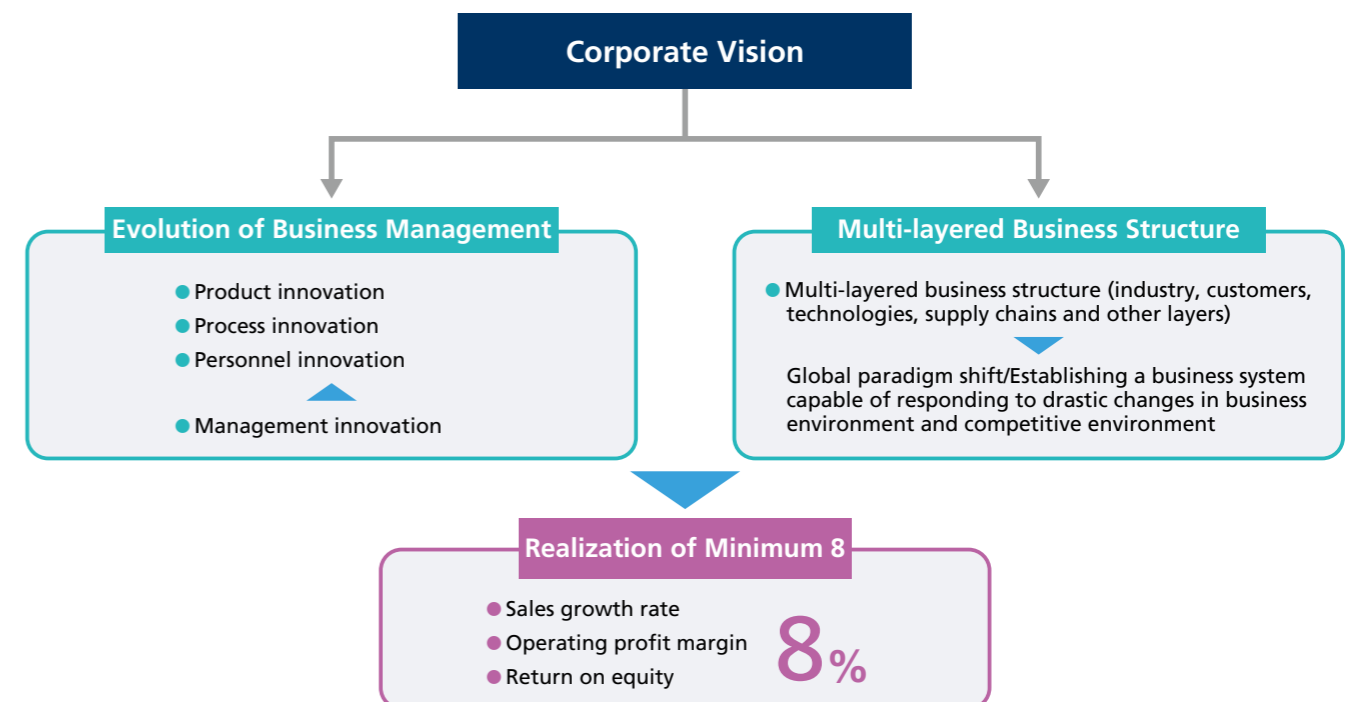 Corporate Vision
Evolution of Business Management
Product innovation
Process innovation
Personnel innovation
Management innovation
Multi-layered Business Structure
Multi-layered business structure (industry, customers,
technologies, supply chains and other layers)
Global paradigm shift/Establishing a business system
capable of responding to drastic changes in business
environment and competitive environment
Realization of Minimum 8
Sales growth rate
Operating profit margin
Return on equity
8%